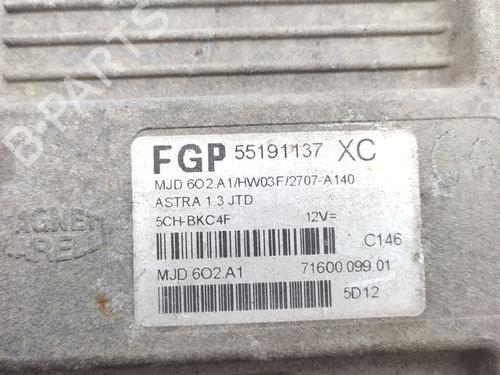 B-PARTS
FGP 55191137 XC
MJD 6O2.A1/HW03F/2707-A140
ASTRA 1.3 JTD
5CH-BKC4F 12V=
C146
MJD 6O2.A1 71600.099.01
5D12